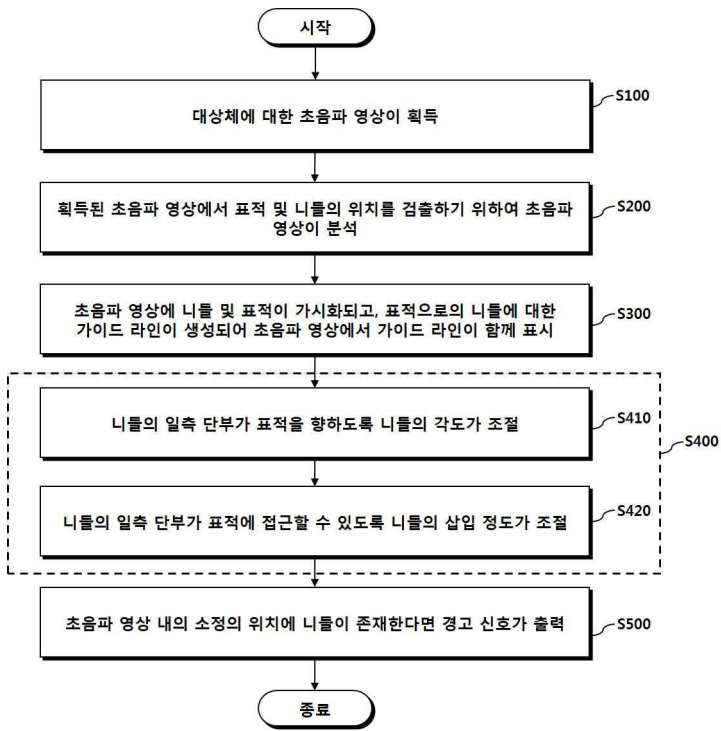 시작
대상체에 대한 초음파 영상이 획득
S100
획득된 초음파 영상에서 표적 및 니들의 위치를 검출하기 위하여 초음파
영상이 분석
S200
초음파 영상에 니들 및 표적이 가시화되고, 표적으로의 니들에 대한
가이드 라인이 생성되어 초음파 영상에서 가이드 라인이 함께 표시
S300
니들의 일측 단부가 표적을 향하도록 니들의 각도가 조절
S410
S400
니들의 일측 단부가 표적에 접근할 수 있도록 니들의 삽입 정도가 조절
S420
초음파 영상 내의 소정의 위치에 니들이 존재한다면 경고 신호가 출력
S500
종료